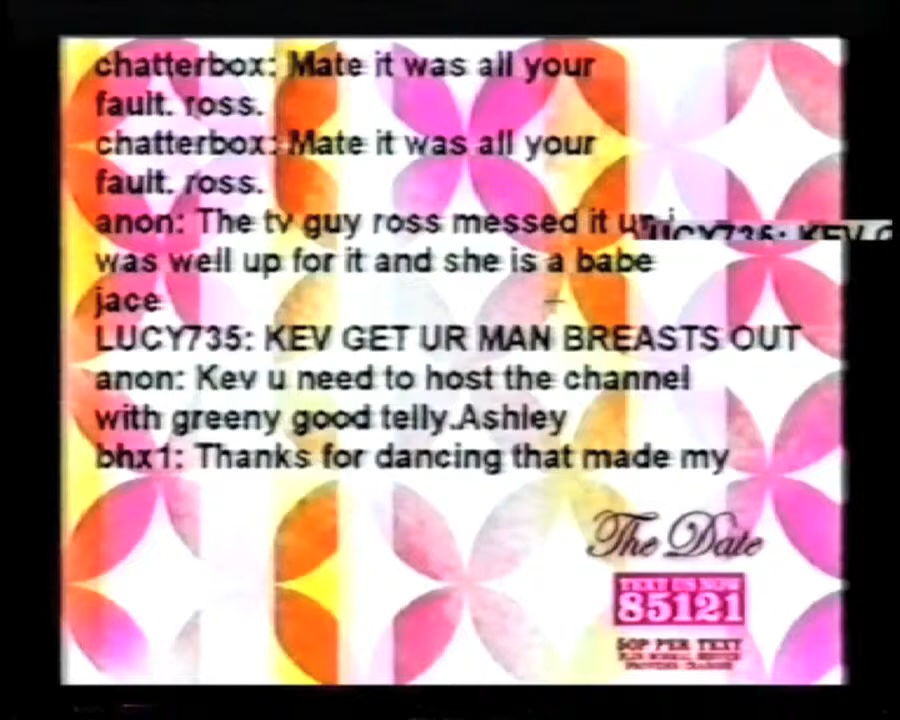 chatterbox: Mate it was all your
fault. ross.
chatterbox: Mate it was all your
fault. ross.
anon: The tv guy ross messed it up i
LUCY735: KEV G
was well up for it and she is a babe
jace
LUCY735: KEV GET UR MAN BREASTS OUT
anon: Kev u need to host the channel
with greeny good telly.Ashley
bhx1: Thanks for dancing that made my
The Date
TEXT US NOW
85121
50P PER TEXT